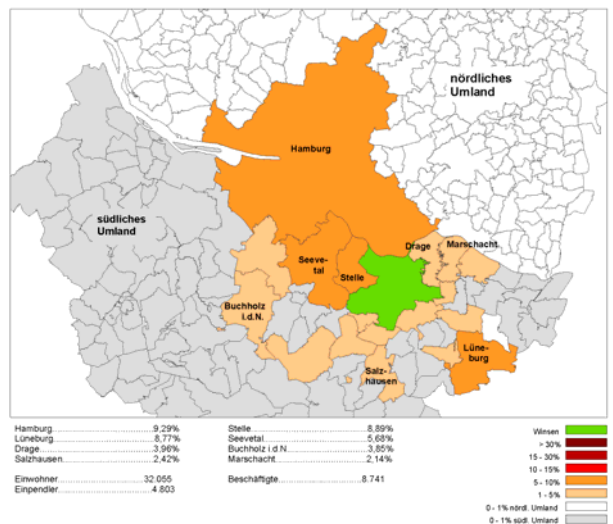 nördliches
Umland
Hamburg
südliches
Umland
Drage
Marschacht
Seeve-
tal
Stelle
Buchholz
i.d.N.
Lüne-
burg
Salz-
hausen
Hamburg 9,29%
Lüneburg 8,77%
Drage 3,96%
Salzhausen 2,42%
Einwohner 32.055
Einpendler 4.803
Stelle 8,89%
Seevetal 5,68%
Buchholz i.d.N. 3,85%
Marschacht 2,14%
Beschäftigte 8.741
Winsen
> 30%
15 - 30%
10 - 15%
5 - 10%
1 - 5%
0 - 1% nördl. Umland
0 - 1% südl. Umland